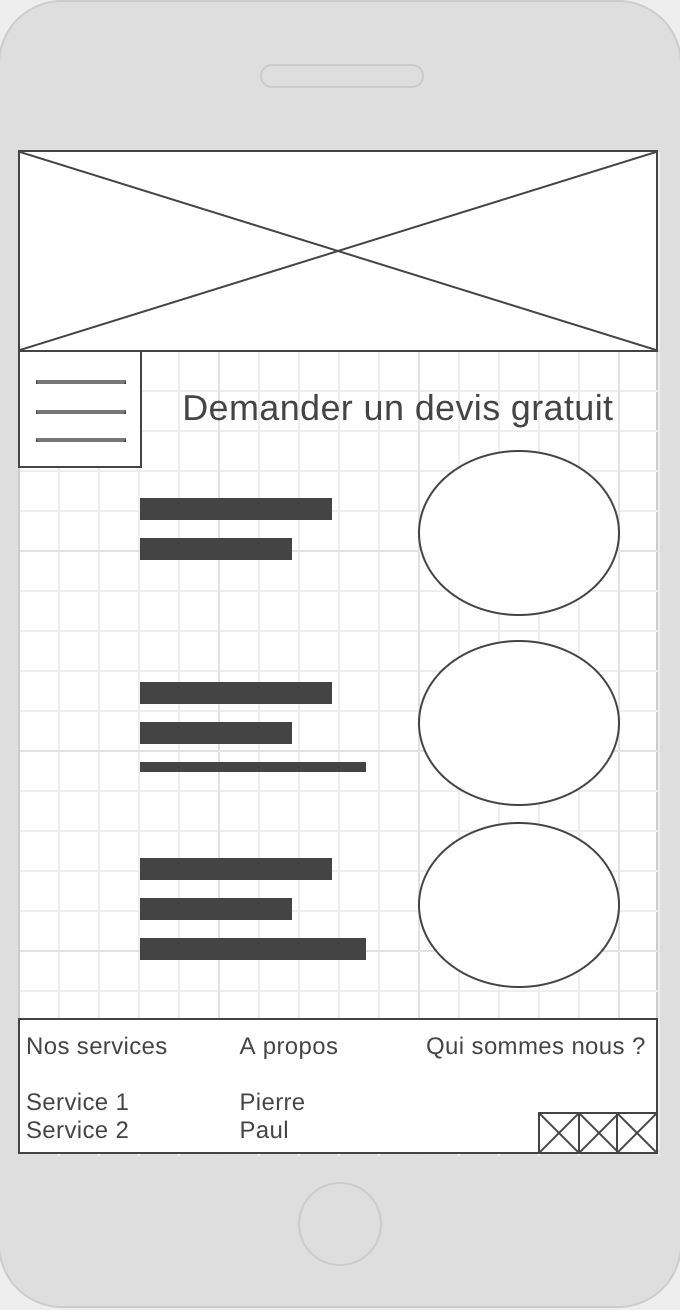 Demander un devis gratuit
Nos services
Service 1
Service 2
A propos
Pierre
Paul
Qui sommes nous ?